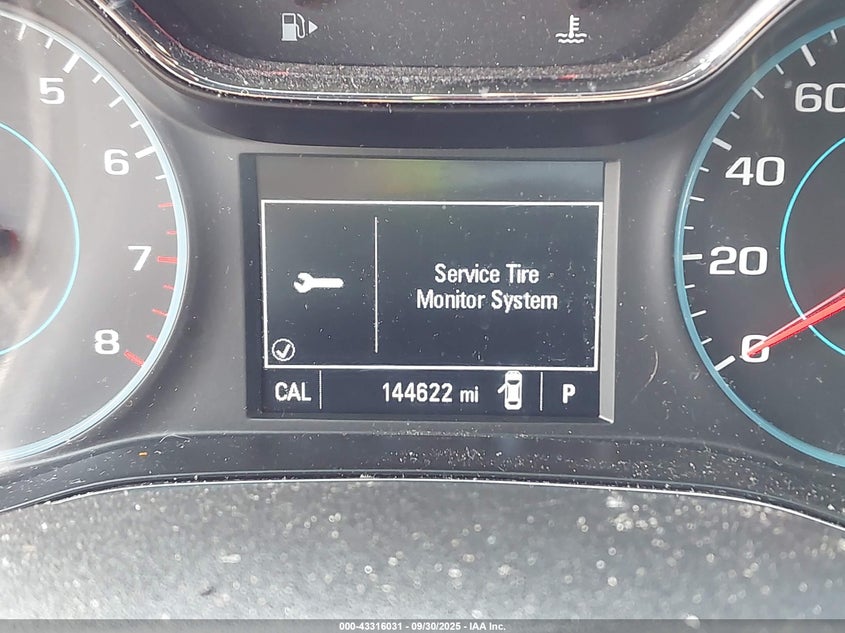 5
6
7
8
60
40
20
0
Service Tire
Monitor System
CAL 144622 mi P
000-43316031 - 09/30/2025 - IAA Inc.